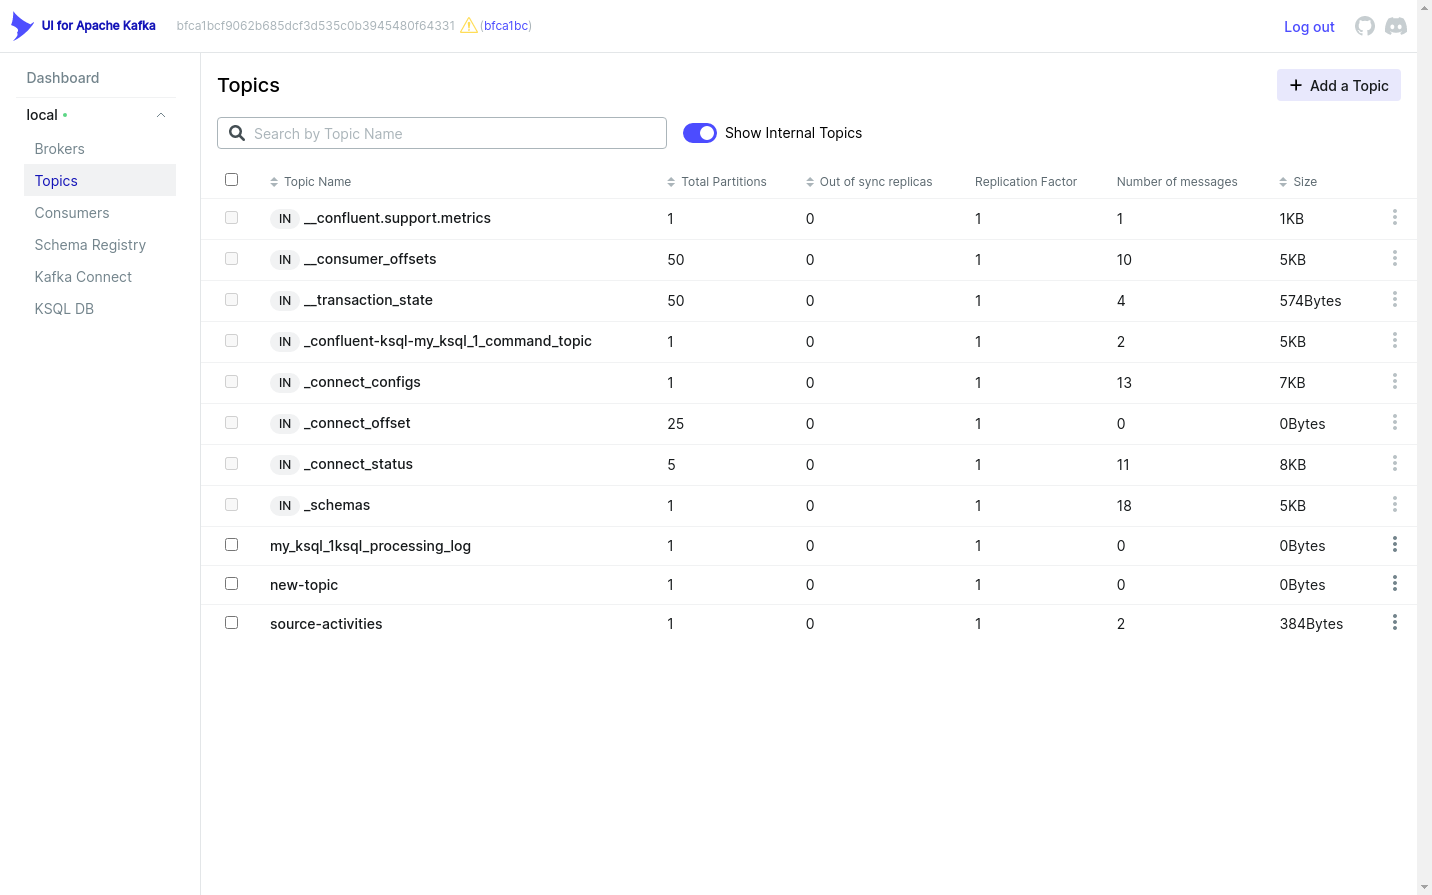 UI for Apache Kafka bfca1bcf9062b685dcf3d535c0b3945480f64331 (bfca1bc) Log out
Dashboard
local
Brokers
Topics
Consumers
Schema Registry
Kafka Connect
KSQL DB
Topics
Add a Topic
Search by Topic Name
Show Internal Topics
Topic Name Total Partitions Out of sync replicas Replication Factor Number of messages Size
IN __confluent.support.metrics 1 0 1 1 1KB
IN __consumer_offsets 50 0 1 10 5KB
IN __transaction_state 50 0 1 4 574Bytes
IN _confluent-ksql-my_ksql_1_command_topic 1 0 1 2 5KB
IN _connect_configs 1 0 1 13 7KB
IN _connect_offset 25 0 1 0 0Bytes
IN _connect_status 5 0 1 11 8KB
IN _schemas 1 0 1 18 5KB
my_ksql_1ksql_processing_log 1 0 1 0 0Bytes
new-topic 1 0 1 0 0Bytes
source-activities 1 0 1 2 384Bytes